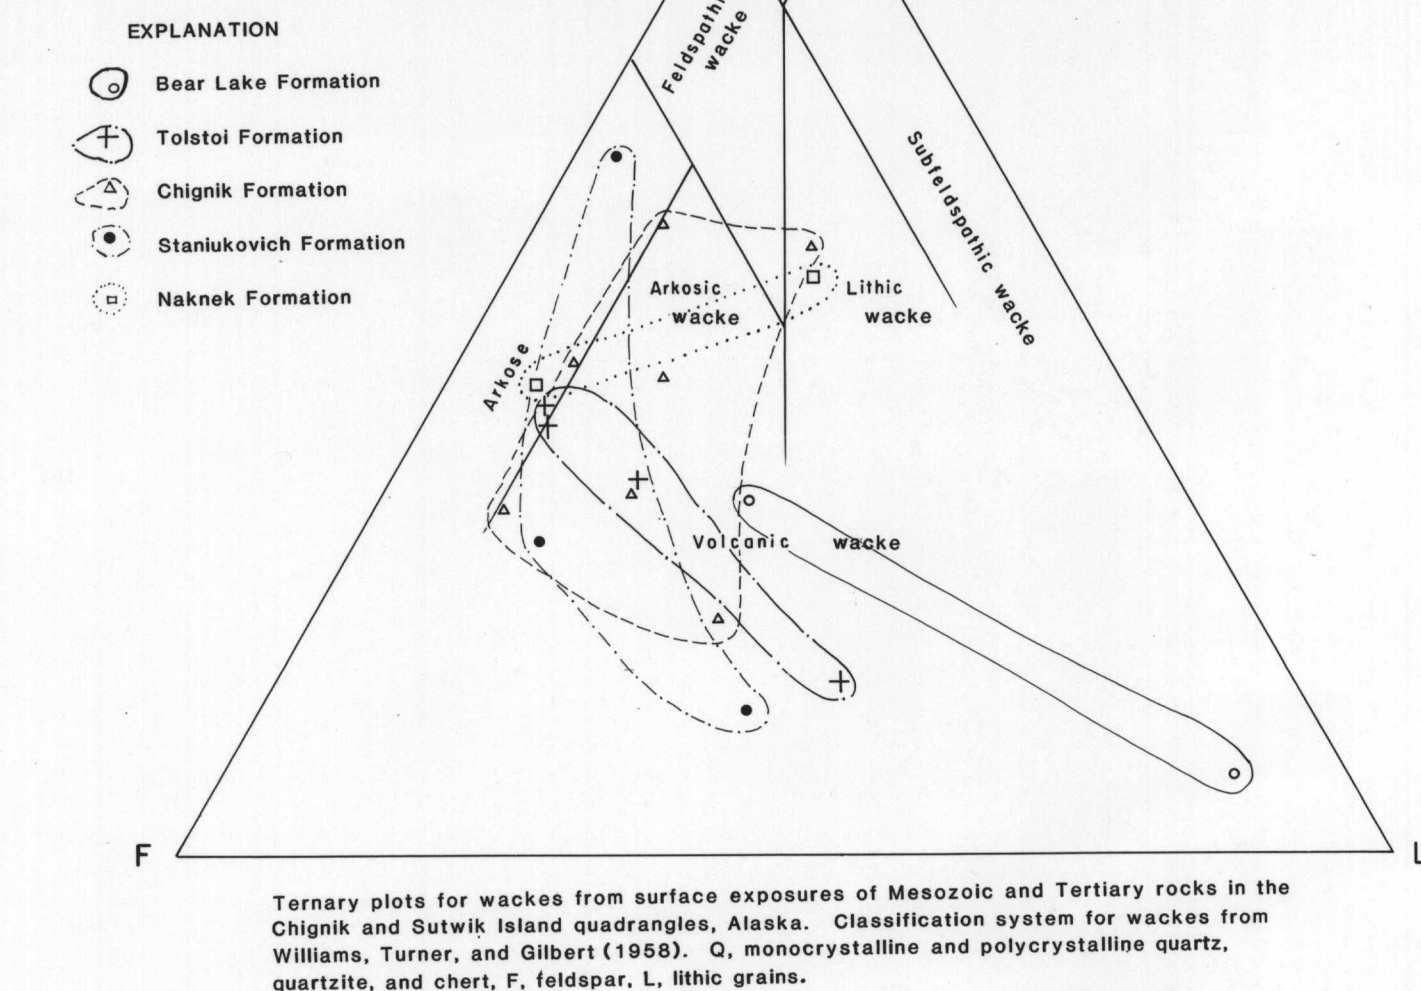 EXPLANATION
Bear Lake Formation
Tolstoi Formation
Chignik Formation
Staniukovich Formation
Naknek Formation
wacke
Subfeldspathic wacke
Arkosic
wacke
Lithic
wacke
Arkose
Volcanic wacke
F
L
Ternary plots for wackes from surface exposures of Mesozoic and Tertiary rocks in the
Chignik and Sutwik Island quadrangles, Alaska. Classification system for wackes from
Williams, Turner, and Gilbert (1958). Q, monocrystalline and polycrystalline quartz,
quartzite, and chert, F, feldspar, L, lithic grains.